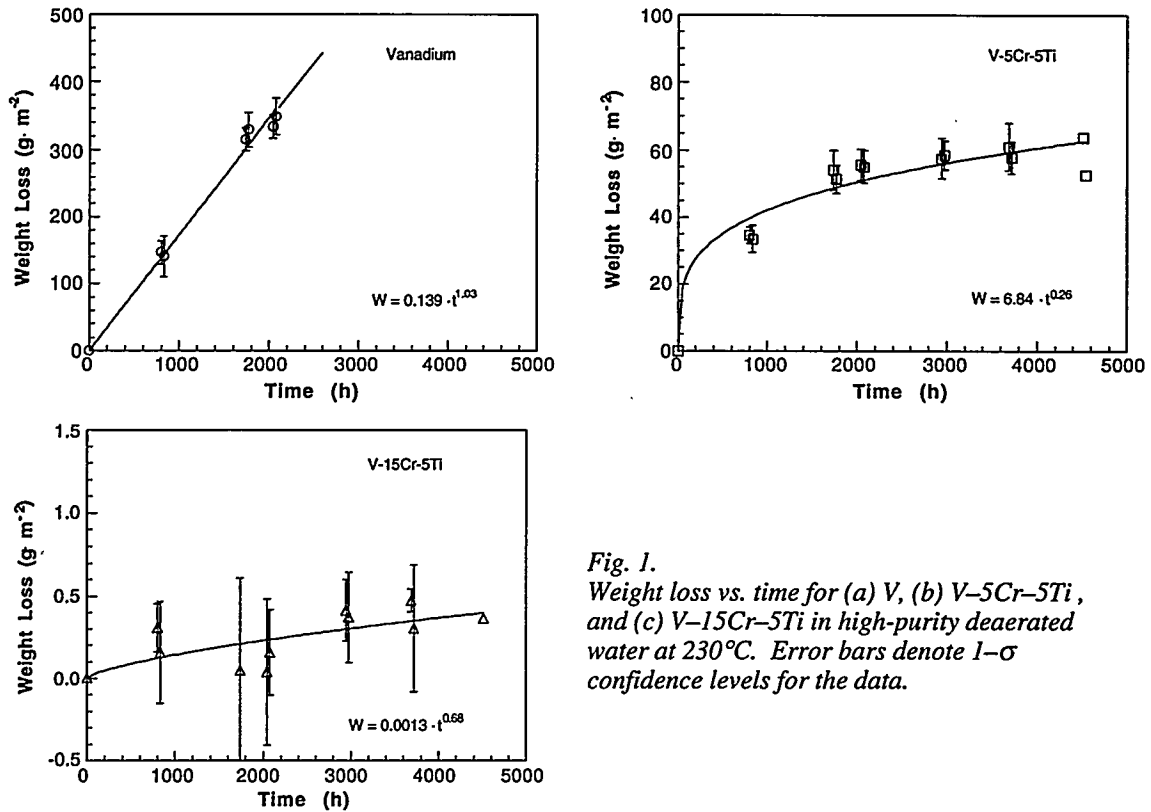 500
400
300
200
100
0
Weight Loss (g· m⁻²)
Vanadium
W = 0.139 · t^1.03
0 1000 2000 3000 4000 5000
Time (h)
100
80
60
40
20
0
Weight Loss (g· m⁻²)
V-5Cr-5Ti
W = 6.84 · t^0.26
0 1000 2000 3000 4000 5000
Time (h)
1.5
1.0
0.5
0.0
-0.5
Weight Loss (g· m⁻²)
V-15Cr-5Ti
W = 0.0013 · t^0.68
0 1000 2000 3000 4000 5000
Time (h)
Fig. 1.
Weight loss vs. time for (a) V, (b) V–5Cr–5Ti ,
and (c) V–15Cr–5Ti in high-purity deaerated
water at 230°C. Error bars denote 1–σ
confidence levels for the data.